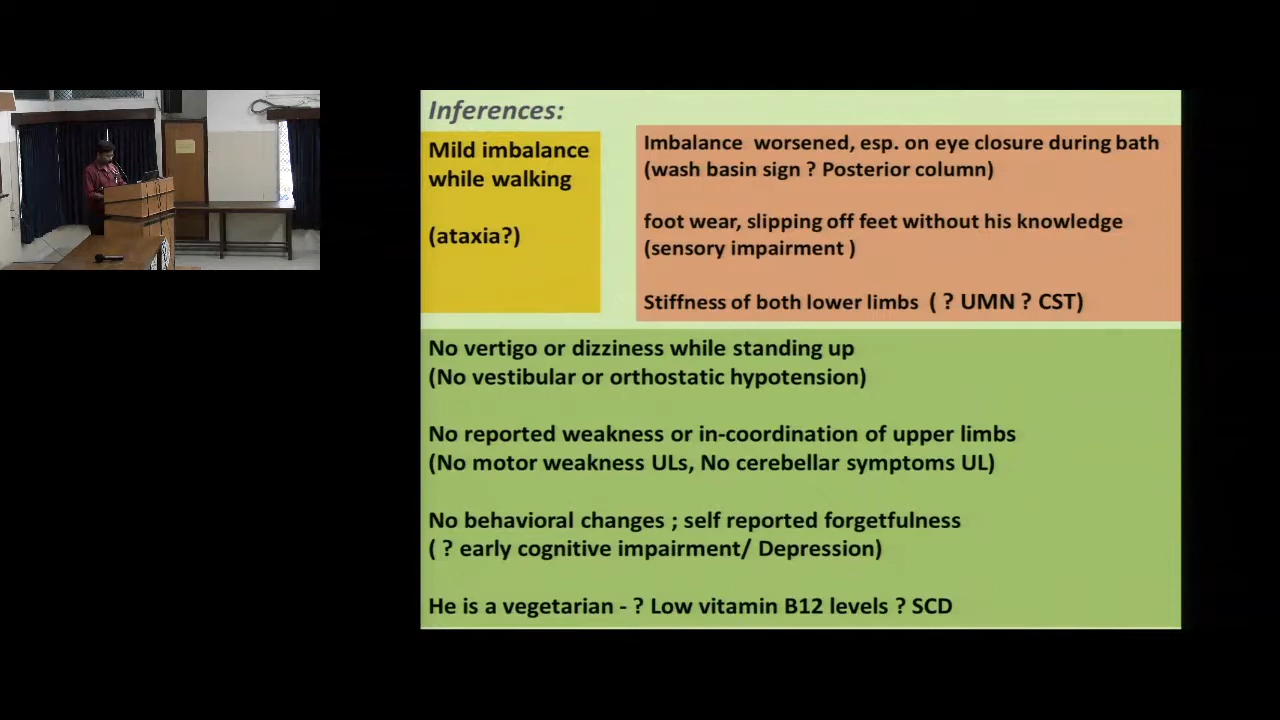 Inferences:
Mild imbalance
while walking
(ataxia?)
Imbalance worsened, esp. on eye closure during bath
(wash basin sign ? Posterior column)
foot wear, slipping off feet without his knowledge
(sensory impairment )
Stiffness of both lower limbs ( ? UMN ? CST)
No vertigo or dizziness while standing up
(No vestibular or orthostatic hypotension)
No reported weakness or in-coordination of upper limbs
(No motor weakness ULs, No cerebellar symptoms UL)
No behavioral changes ; self reported forgetfulness
( ? early cognitive impairment/ Depression)
He is a vegetarian - ? Low vitamin B12 levels ? SCD